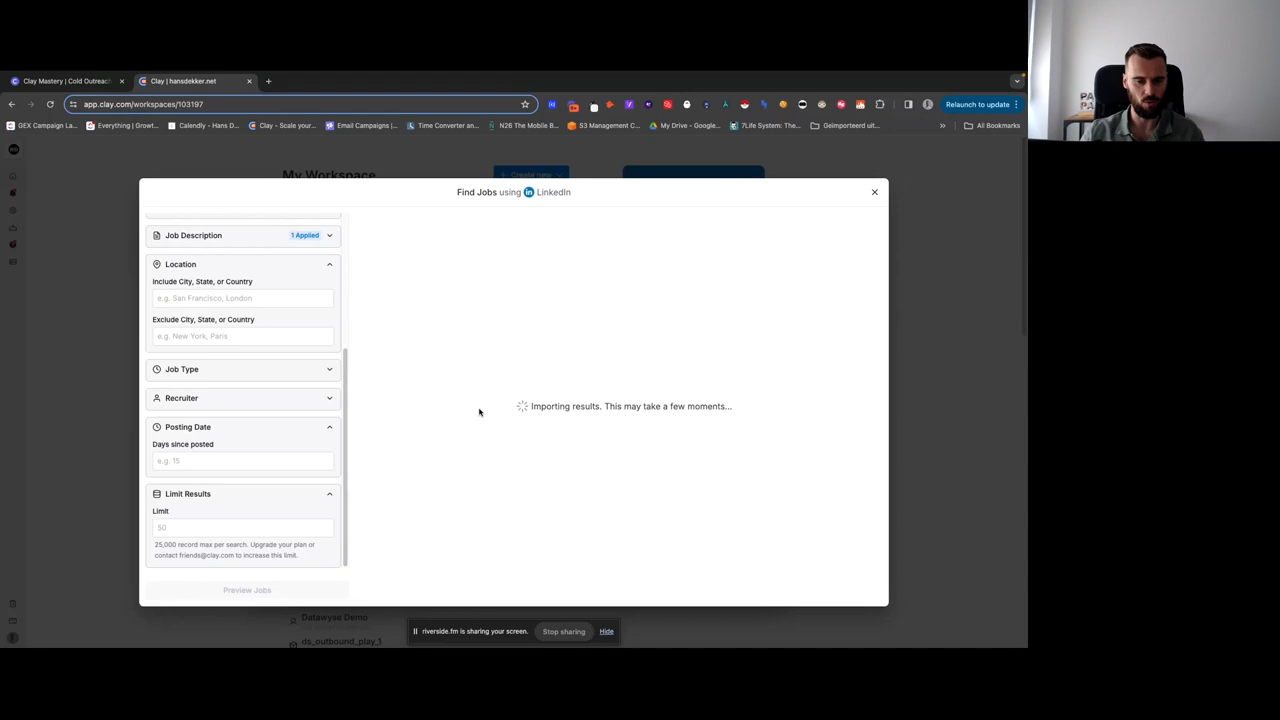 Clay Mastery | Cold Outreac
Clay | hansdekker.net
app.clay.com/workspaces/103197
Relaunch to update
GEX Campaign La...
Everything | Growt...
Calendly - Hans D...
Clay - Scale your...
Email Campaigns |...
Time Converter an...
N26 The Mobile B...
S3 Management C...
My Drive - Google...
7Life System: The...
Geïmporteerd uit...
All Bookmarks
My Workspace
Create new
Find Jobs using LinkedIn
Job Description
1 Applied
Location
Include City, State, or Country
e.g. San Francisco, London
Exclude City, State, or Country
e.g. New York, Paris
Job Type
Recruiter
Posting Date
Days since posted
e.g. 15
Limit Results
Limit
50
25,000 record max per search. Upgrade your plan or
contact friends@clay.com to increase this limit.
Preview Jobs
Importing results. This may take a few moments...
Datawyse Demo
ds_outbound_play_1
riverside.fm is sharing your screen.
Stop sharing
Hide